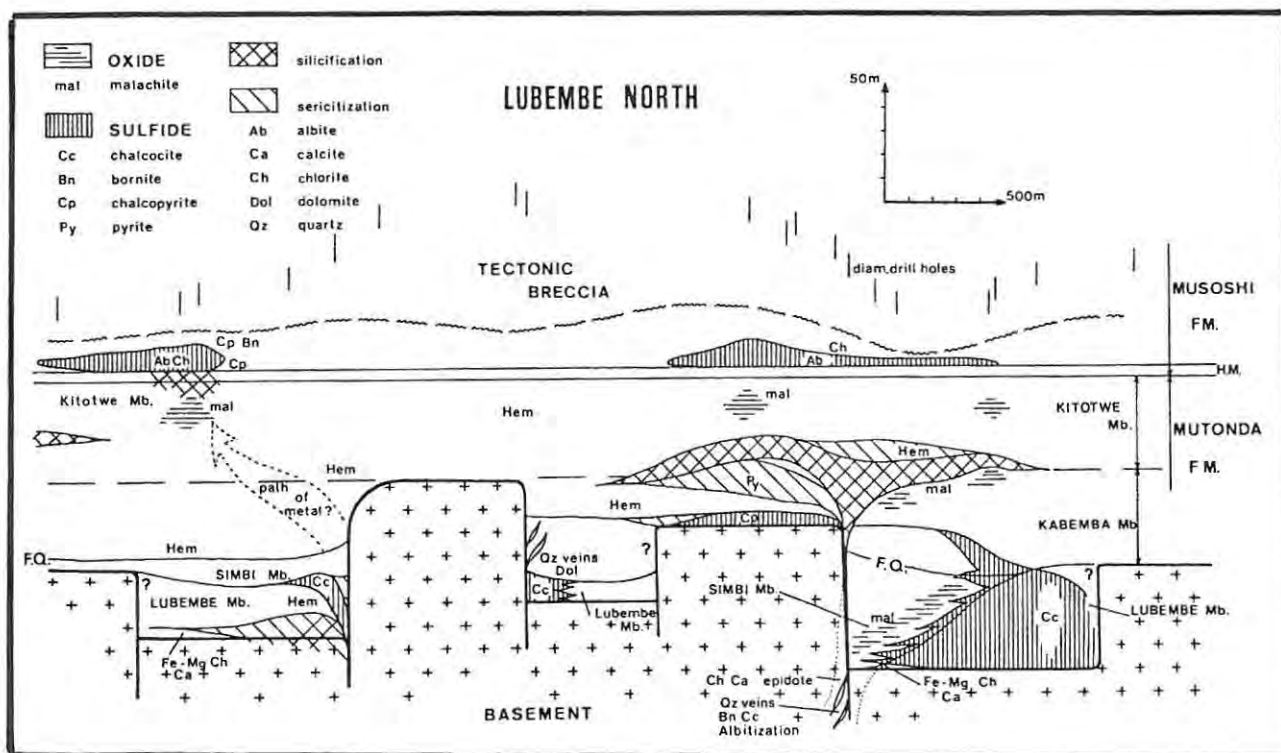 OXIDE
mal malachite
SULFIDE
Cc chalcocite
Bn bornite
Cp chalcopyrite
Py pyrite
silicification
sericitization
Ab albite
Ca calcite
Ch chlorite
Dol dolomite
Qz quartz
LUBEMBE NORTH
50m
500m
TECTONIC
BRECCIA
diam. drill holes
MUSOSHI
FM.
Cp Bn
Ab Ch
Cp
Ch
Ab
H.M.
Kitotwe Mb.
mal
Hem
mal
KITOTWE
Mb.
MUTONDA
FM.
Hem
path
of
metal?
Hem
Py
mal
Hem
Cp
KABEMBA Mb
F.Q.
Hem
?
SIMBI Mb.
Cc
LUBEMBE Mb.
Hem
Fe-Mg Ch
Ca
Qz veins
Dol
?
Cc
Lubembe
Mb.
F.Q.
SIMBI Mb.
mal
?
Cc
LUBEMBE Mb.
Ch Ca epidote
Fe-Mg Ch
Ca
Qz veins
Bn Cc
Albitization
BASEMENT